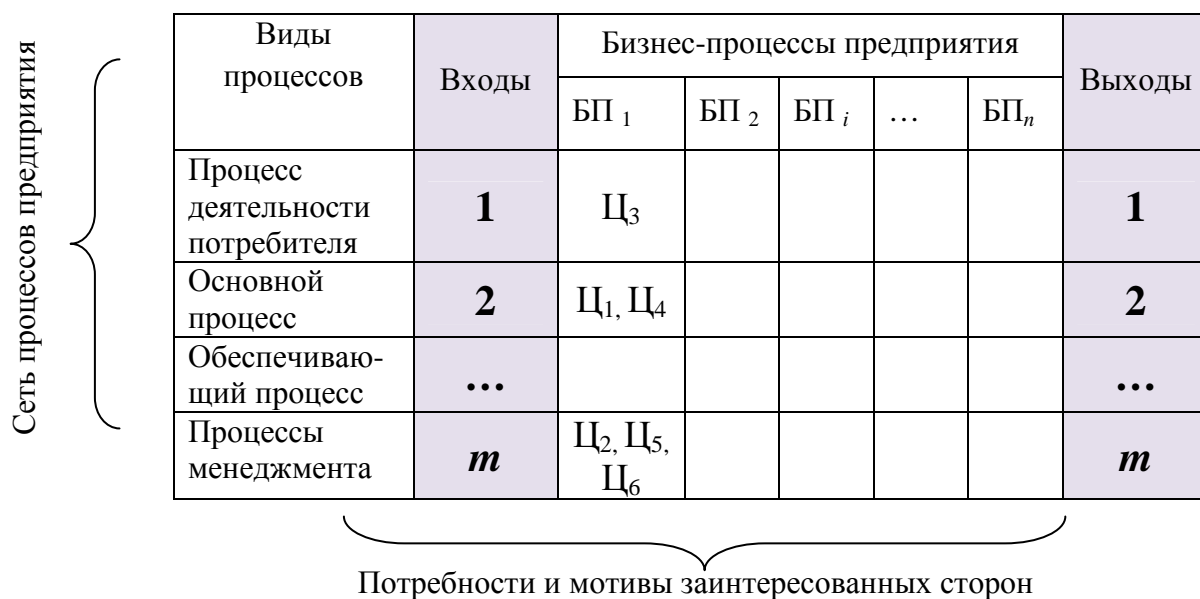 Сеть процессов предприятия
Виды
процессов
Входы
Бизнес-процессы предприятия
Выходы
БП 1
БП 2
БП i
…
БПn
Процесс
деятельности
потребителя
1
Ц3
1
Основной
процесс
2
Ц1, Ц4
2
Обеспечиваю-
щий процесс
…
…
Процессы
менеджмента
m
Ц2, Ц5,
Ц6
m
Потребности и мотивы заинтересованных сторон